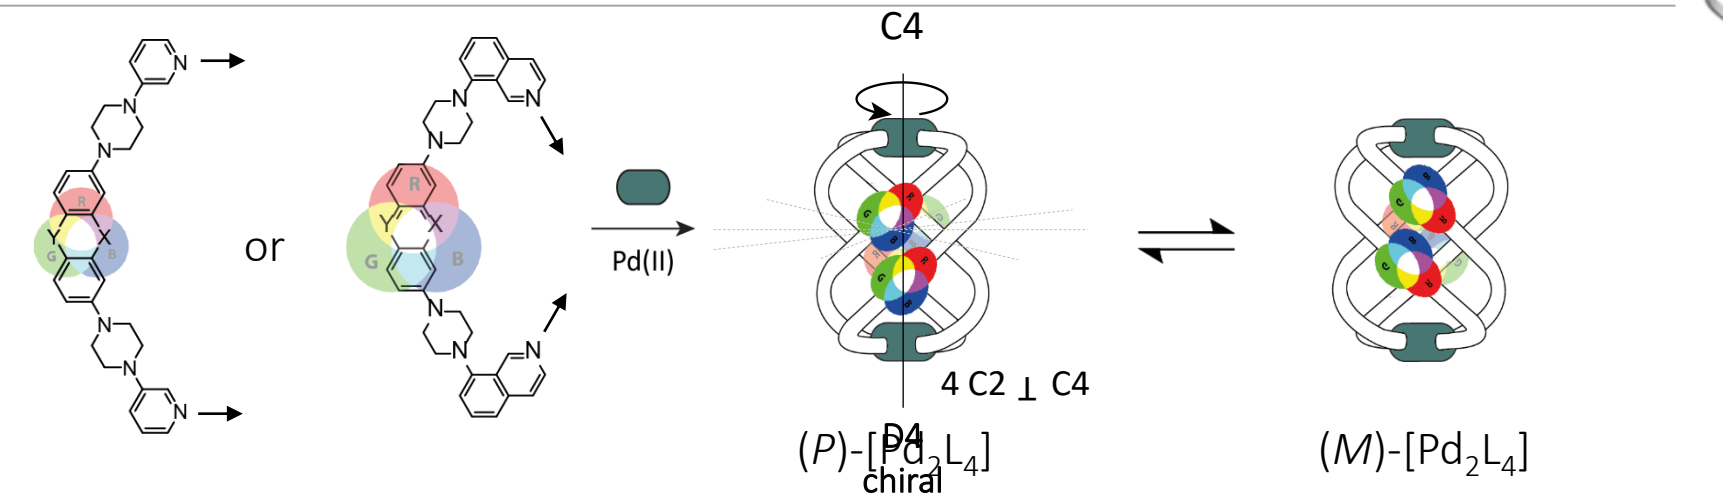 C4
N
N
N
R
Y
X
G
B
N
N
N
or
N
N
N
R
Y
X
G
B
N
N
N
Pd(II)
G
R
G
B
R
R
G
B
4 C2 ⊥ C4
D4
(P)-[Pd2L4]
chiral
B
G
R
R
B
G
G
R
(M)-[Pd2L4]